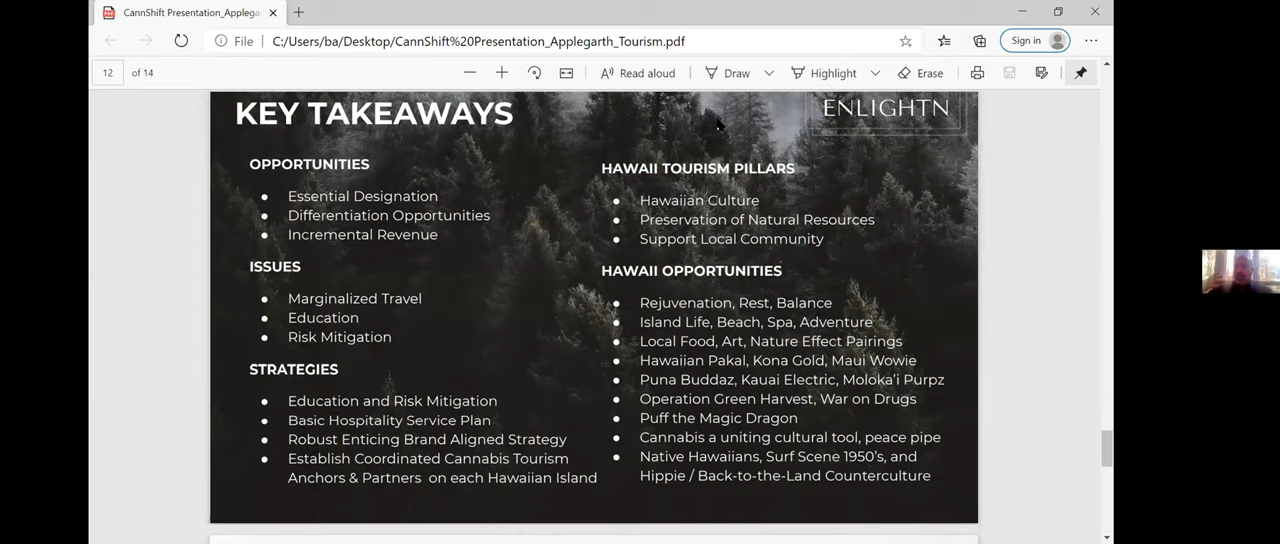 CannShift Presentation_Applega
File C:/Users/ba/Desktop/CannShift%20Presentation_Applegarth_Tourism.pdf
Sign in
12 of 14
Read aloud
Draw
Highlight
Erase
KEY TAKEAWAYS
ENLIGHTN
OPPORTUNITIES
Essential Designation
Differentiation Opportunities
Incremental Revenue
ISSUES
Marginalized Travel
Education
Risk Mitigation
STRATEGIES
Education and Risk Mitigation
Basic Hospitality Service Plan
Robust Enticing Brand Aligned Strategy
Establish Coordinated Cannabis Tourism
Anchors & Partners on each Hawaiian Island
HAWAII TOURISM PILLARS
Hawaiian Culture
Preservation of Natural Resources
Support Local Community
HAWAII OPPORTUNITIES
Rejuvenation, Rest, Balance
Island Life, Beach, Spa, Adventure
Local Food, Art, Nature Effect Pairings
Hawaiian Pakal, Kona Gold, Maui Wowie
Puna Buddaz, Kauai Electric, Moloka'i Purpz
Operation Green Harvest, War on Drugs
Puff the Magic Dragon
Cannabis a uniting cultural tool, peace pipe
Native Hawaiians, Surf Scene 1950's, and
Hippie / Back-to-the-Land Counterculture